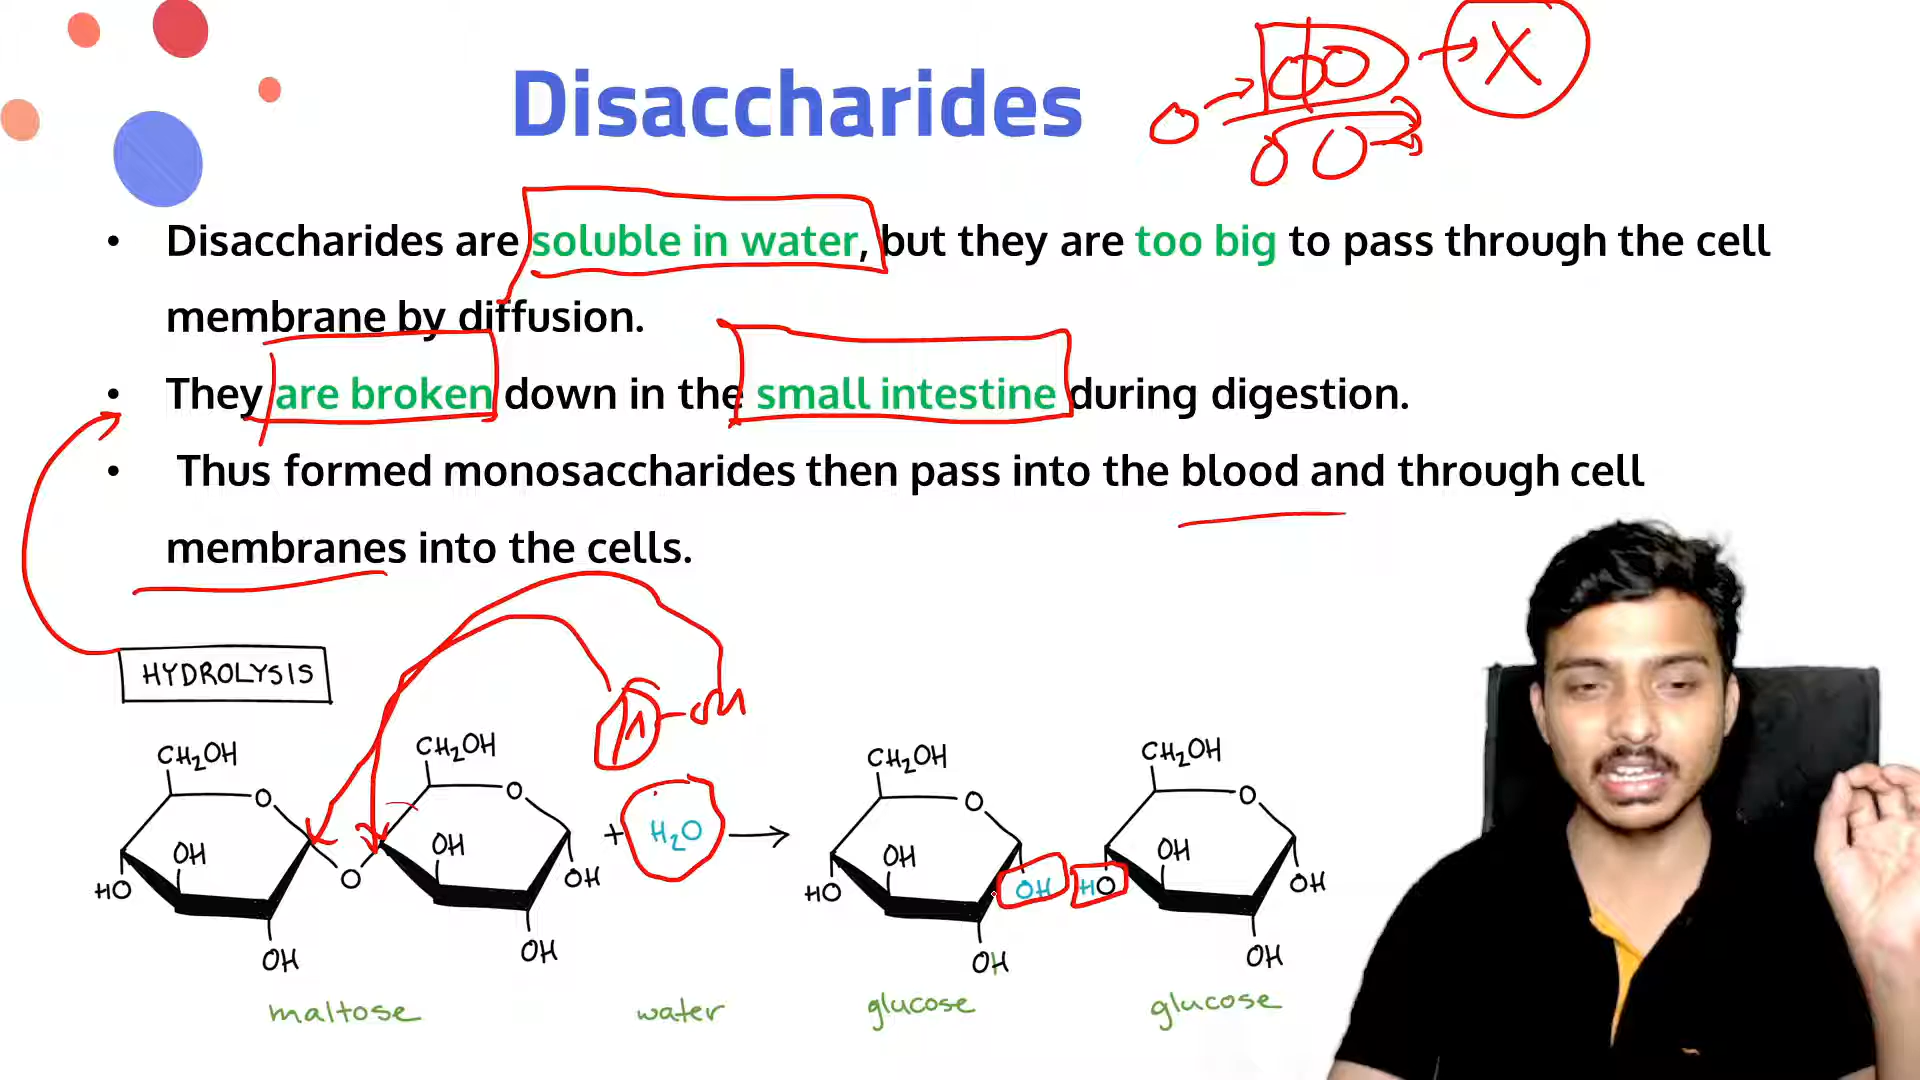 Disaccharides
X
• Disaccharides are soluble in water, but they are too big to pass through the cell
membrane by diffusion.
• They are broken down in the small intestine during digestion.
• Thus formed monosaccharides then pass into the blood and through cell
membranes into the cells.
HYDROLYSIS
CH₂OH CH₂OH CH₂OH CH₂OH
O O O O
OH OH + H₂O → OH OH
HO O OH HO OH HO OH
OH OH OH OH
maltose water glucose glucose